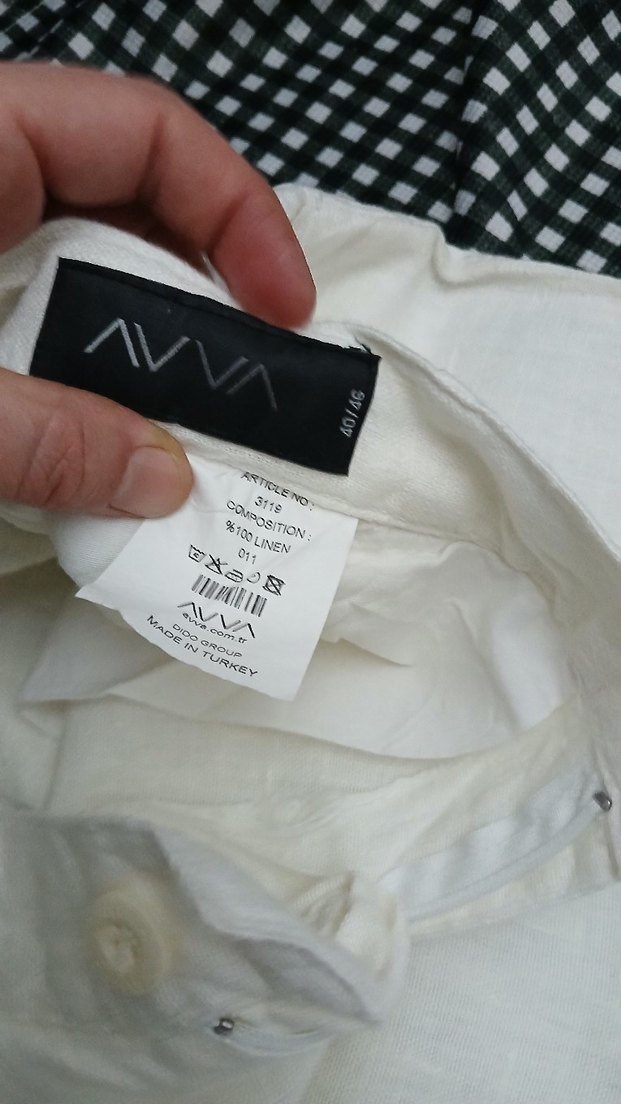 AVVA
40/46
ARTICLE NO :
3119
COMPOSITION :
%100 LINEN
011
AVVA
avva.com.tr
DIDO GROUP
MADE IN TURKEY